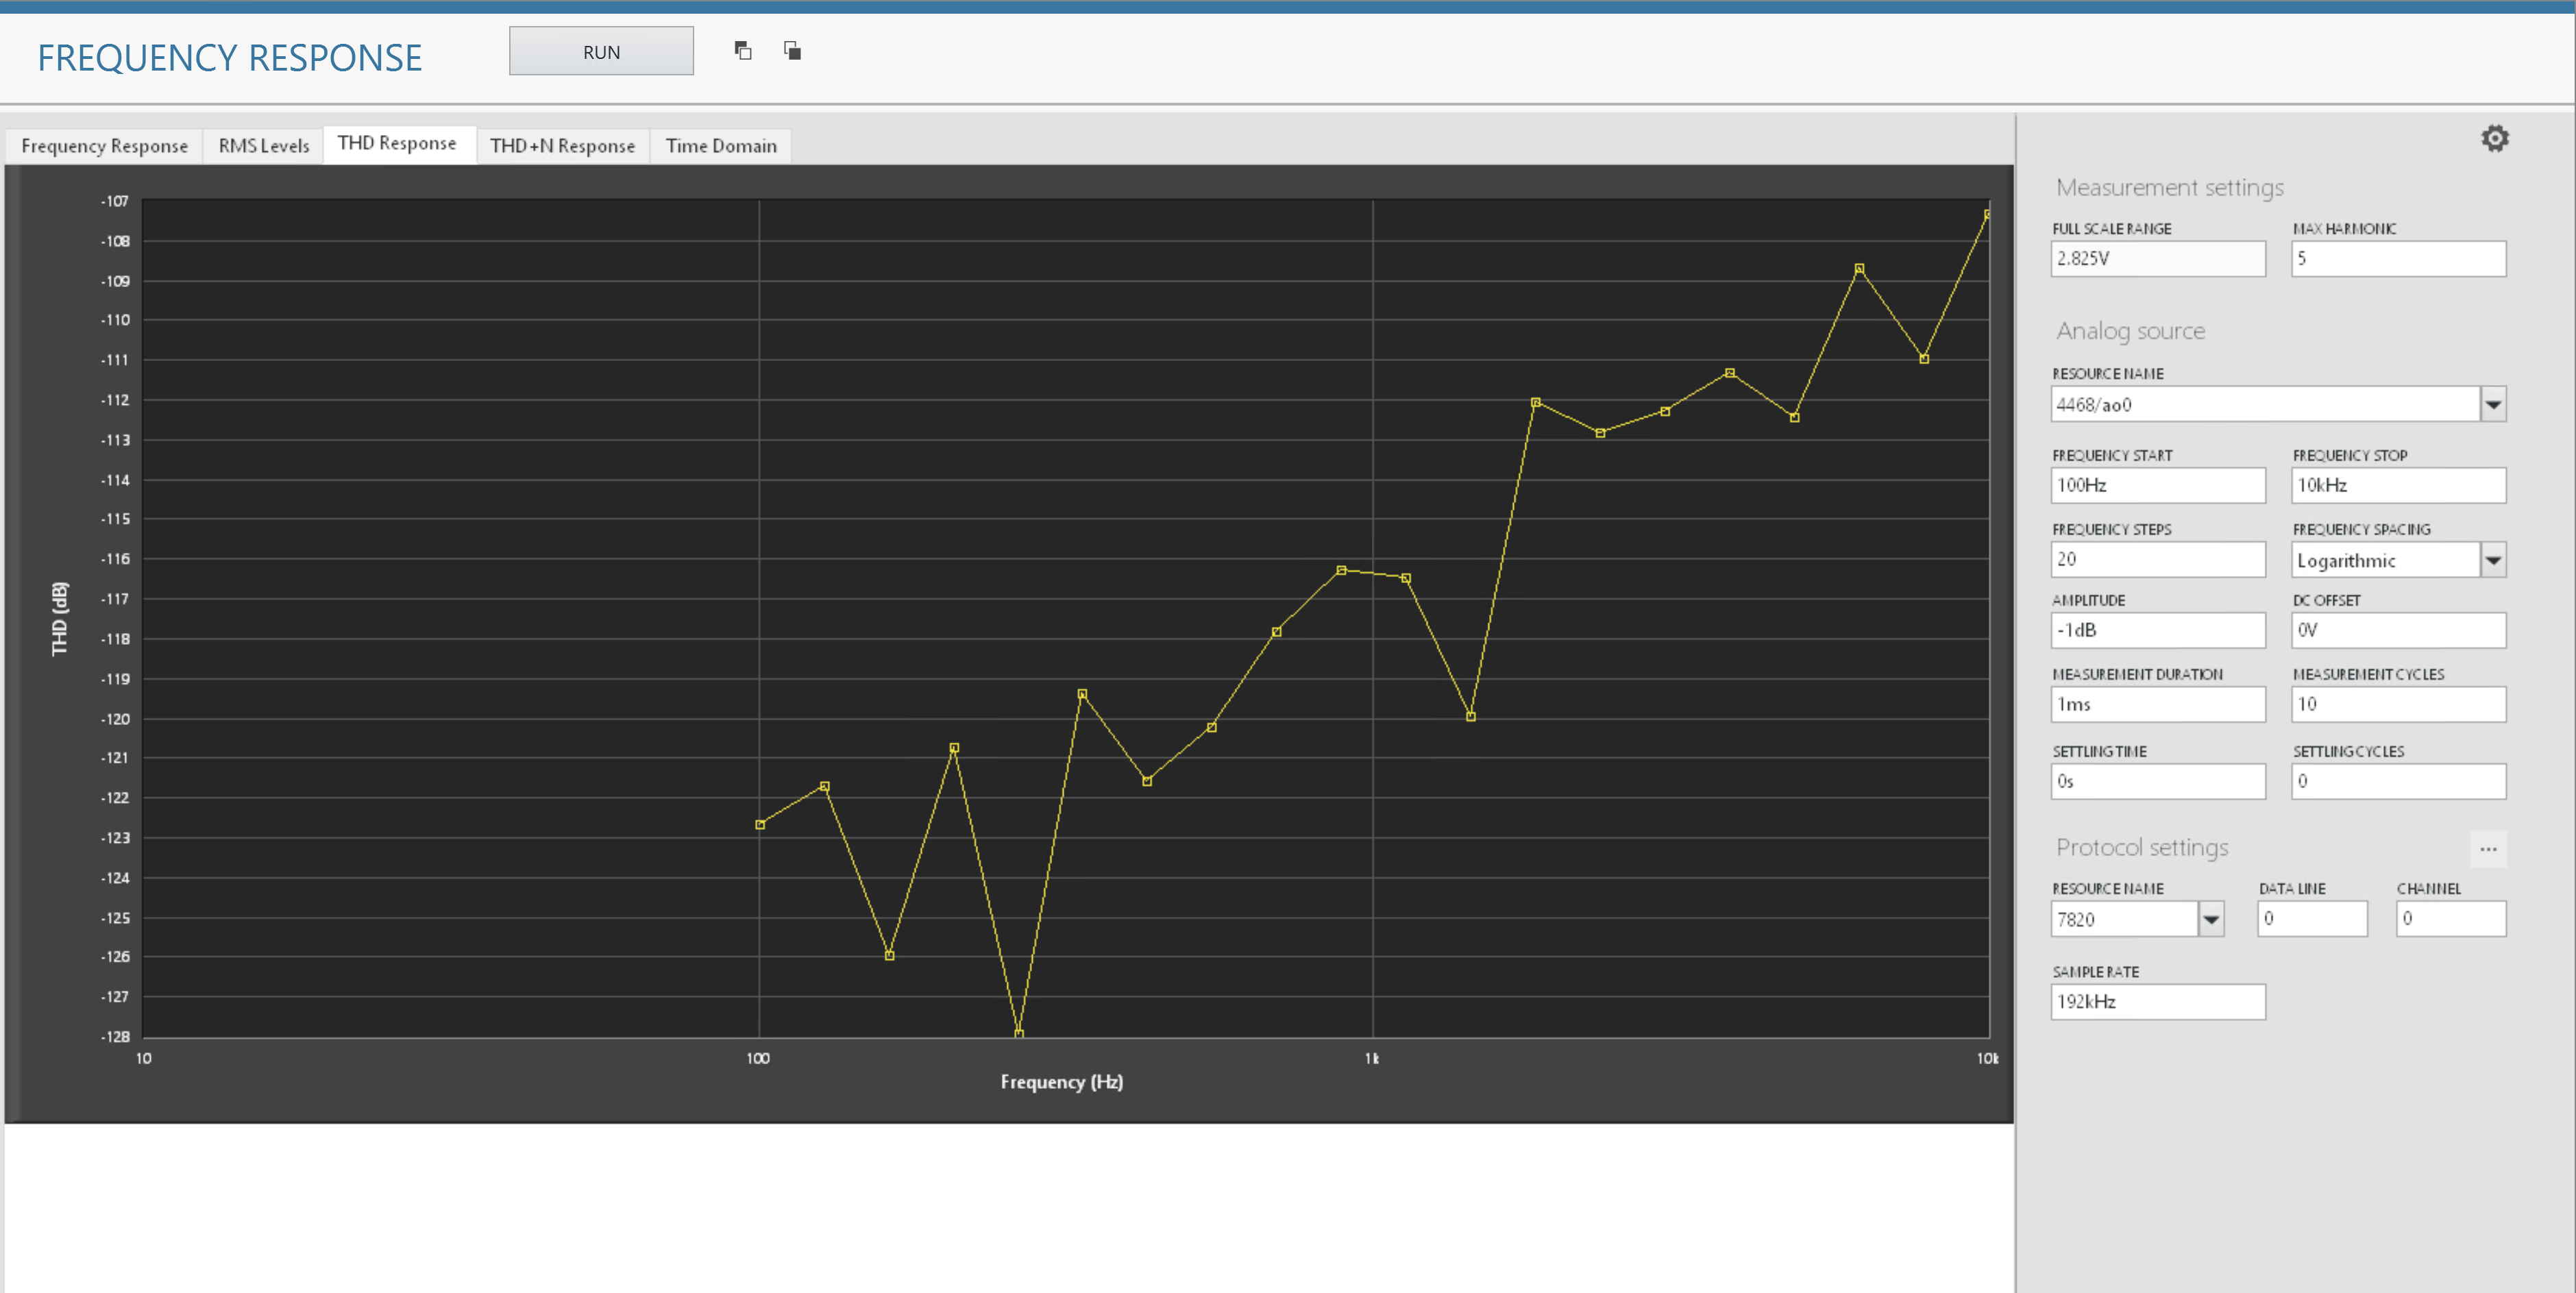 FREQUENCY RESPONSE
RUN
Frequency Response
RMS Levels
THD Response
THD+N Response
Time Domain
-107
-108
-109
-110
-111
-112
-113
-114
-115
-116
-117
-118
-119
-120
-121
-122
-123
-124
-125
-126
-127
-128
THD (dB)
10
100
1k
10k
Frequency (Hz)
Measurement settings
FULL SCALE RANGE
MAX HARMONIC
2.825V
5
Analog source
RESOURCE NAME
4468/ao0
FREQUENCY START
FREQUENCY STOP
100Hz
10kHz
FREQUENCY STEPS
FREQUENCY SPACING
20
Logarithmic
AMPLITUDE
DC OFFSET
-1dB
0V
MEASUREMENT DURATION
MEASUREMENT CYCLES
1ms
10
SETTLING TIME
SETTLING CYCLES
0s
0
Protocol settings
...
RESOURCE NAME
DATA LINE
CHANNEL
7820
0
0
SAMPLE RATE
192kHz